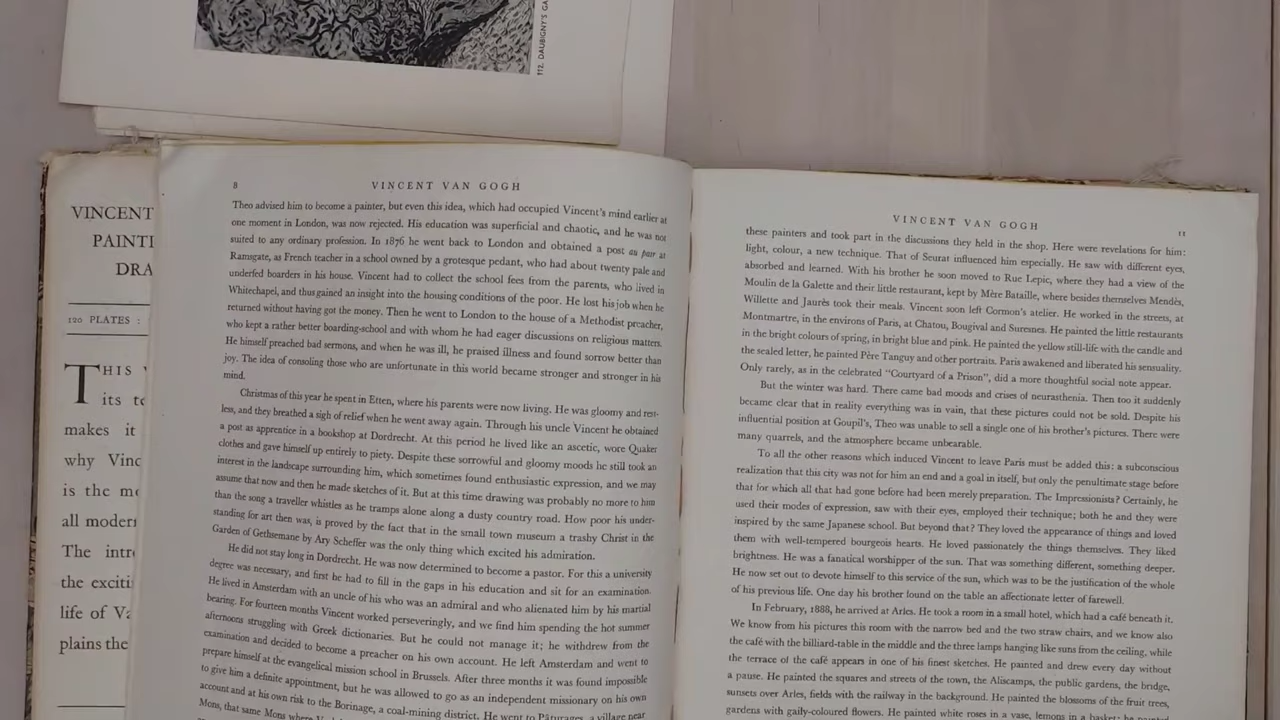 112. DAUBIGNY'S GA
VINCENT
PAINTI
DRA
120 PLATES :
THIS V
its te
makes it
why Vinc
is the mo
all moder
The intro
the exciti
life of Va
plains the
8
VINCENT VAN GOGH
Theo advised him to become a painter, but even this idea, which had occupied Vincent's mind earlier at
one moment in London, was now rejected. His education was superficial and chaotic, and he was not
suited to any ordinary profession. In 1876 he went back to London and obtained a post au pair at
Ramsgate, as French teacher in a school owned by a grotesque pedant, who had about twenty pale and
underfed boarders in his house. Vincent had to collect the school fees from the parents, who lived in
Whitechapel, and thus gained an insight into the housing conditions of the poor. He lost his job when he
returned without having got the money. Then he went to London to the house of a Methodist preacher,
who kept a rather better boarding-school and with whom he had eager discussions on religious matters.
He himself preached bad sermons, and when he was ill, he praised illness and found sorrow better than
joy. The idea of consoling those who are unfortunate in this world became stronger and stronger in his
mind.
Christmas of this year he spent in Etten, where his parents were now living. He was gloomy and rest-
less, and they breathed a sigh of relief when he went away again. Through his uncle Vincent he obtained
a post as apprentice in a bookshop at Dordrecht. At this period he lived like an ascetic, wore Quaker
clothes and gave himself up entirely to piety. Despite these sorrowful and gloomy moods he still took an
interest in the landscape surrounding him, which sometimes found enthusiastic expression, and we may
assume that now and then he made sketches of it. But at this time drawing was probably no more to him
than the song a traveller whistles as he tramps alone along a dusty country road. How poor his under-
standing for art then was, is proved by the fact that in the small town museum a trashy Christ in the
Garden of Gethsemane by Ary Scheffer was the only thing which excited his admiration.
He did not stay long in Dordrecht. He was now determined to become a pastor. For this a university
degree was necessary, and first he had to fill in the gaps in his education and sit for an examination.
He lived in Amsterdam with an uncle of his who was an admiral and who alienated him by his martial
bearing. For fourteen months Vincent worked perseveringly, and we find him spending the hot summer
afternoons struggling with Greek dictionaries. But he could not manage it; he withdrew from the
examination and decided to become a preacher on his own account. He left Amsterdam and went to
prepare himself at the evangelical mission school in Brussels. After three months it was found impossible
to give him a definite appointment, but he was allowed to go as an independent missionary on his own
account and at his own risk to the Borinage, a coal-mining district. He went to Pâturages, a village near
Mons, that same Mons where
VINCENT VAN GOGH
11
these painters and took part in the discussions they held in the shop. Here were revelations for him:
light, colour, a new technique. That of Seurat influenced him especially. He saw with different eyes,
absorbed and learned. With his brother he soon moved to Rue Lepic, where they had a view of the
Moulin de la Galette and their little restaurant, kept by Mère Bataille, where besides themselves Mendès,
Willette and Jaurès took their meals. Vincent soon left Cormon's atelier. He worked in the streets, at
Montmartre, in the environs of Paris, at Chatou, Bougival and Suresnes. He painted the little restaurants
in the bright colours of spring, in bright blue and pink. He painted the yellow still-life with the candle and
the sealed letter, he painted Père Tanguy and other portraits. Paris awakened and liberated his sensuality.
Only rarely, as in the celebrated "Courtyard of a Prison", did a more thoughtful social note appear.
But the winter was hard. There came bad moods and crises of neurasthenia. Then too it suddenly
became clear that in reality everything was in vain, that these pictures could not be sold. Despite his
influential position at Goupil's, Theo was unable to sell a single one of his brother's pictures. There were
many quarrels, and the atmosphere became unbearable.
To all the other reasons which induced Vincent to leave Paris must be added this: a subconscious
realization that this city was not for him an end and a goal in itself, but only the penultimate stage before
that for which all that had gone before had been merely preparation. The Impressionists? Certainly, he
used their modes of expression, saw with their eyes, employed their technique; both he and they were
inspired by the same Japanese school. But beyond that? They loved the appearance of things and loved
them with well-tempered bourgeois hearts. He loved passionately the things themselves. They liked
brightness. He was a fanatical worshipper of the sun. That was something different, something deeper.
He now set out to devote himself to this service of the sun, which was to be the justification of the whole
of his previous life. One day his brother found on the table an affectionate letter of farewell.
In February, 1888, he arrived at Arles. He took a room in a small hotel, which had a café beneath it.
We know from his pictures this room with the narrow bed and the two straw chairs, and we know also
the café with the billiard-table in the middle and the three lamps hanging like suns from the ceiling, while
the terrace of the café appears in one of his finest sketches. He painted and drew every day without
a pause. He painted the squares and streets of the town, the Aliscamps, the public gardens, the bridge,
sunsets over Arles, fields with the railway in the background. He painted the blossoms of the fruit trees,
gardens with gaily-coloured flowers. He painted white roses in a vase, lemons in a basket; he painted